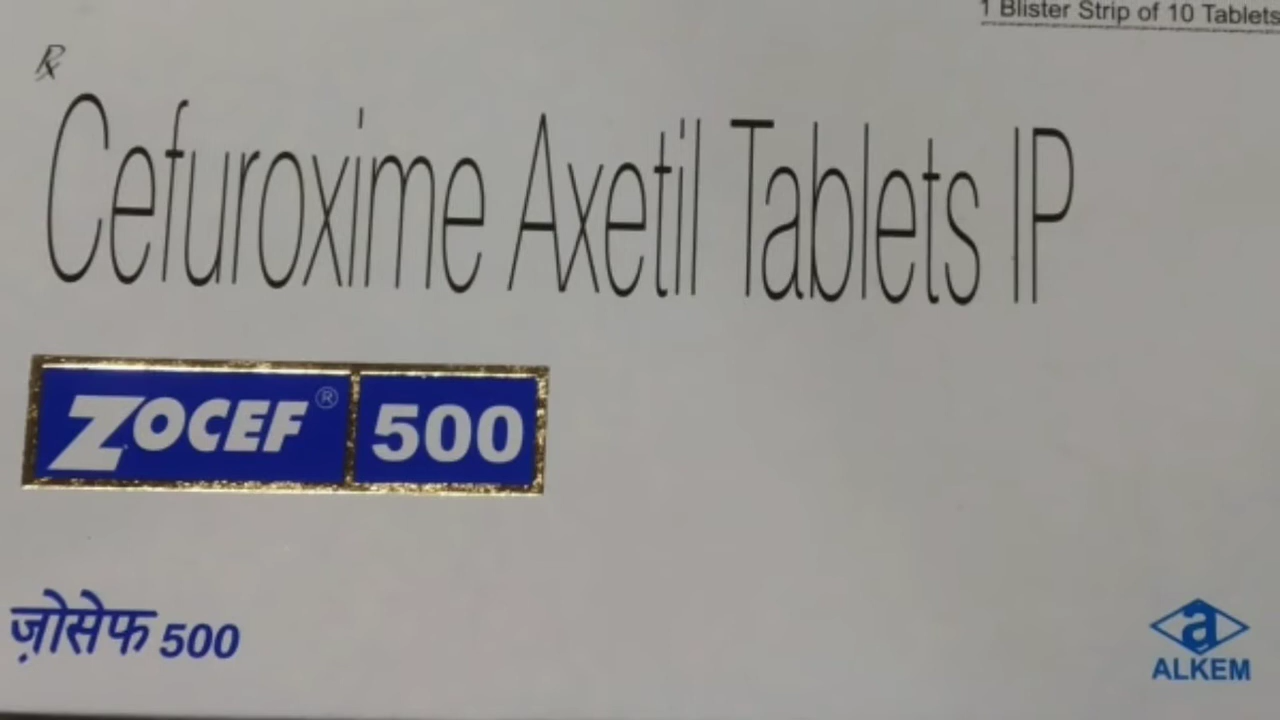 1 Blister Strip of 10 Tablets
℞
Cefuroxime Axetil Tablets IP
ZOCEF® 500
ज़ोसेफ 500
a
ALKEM